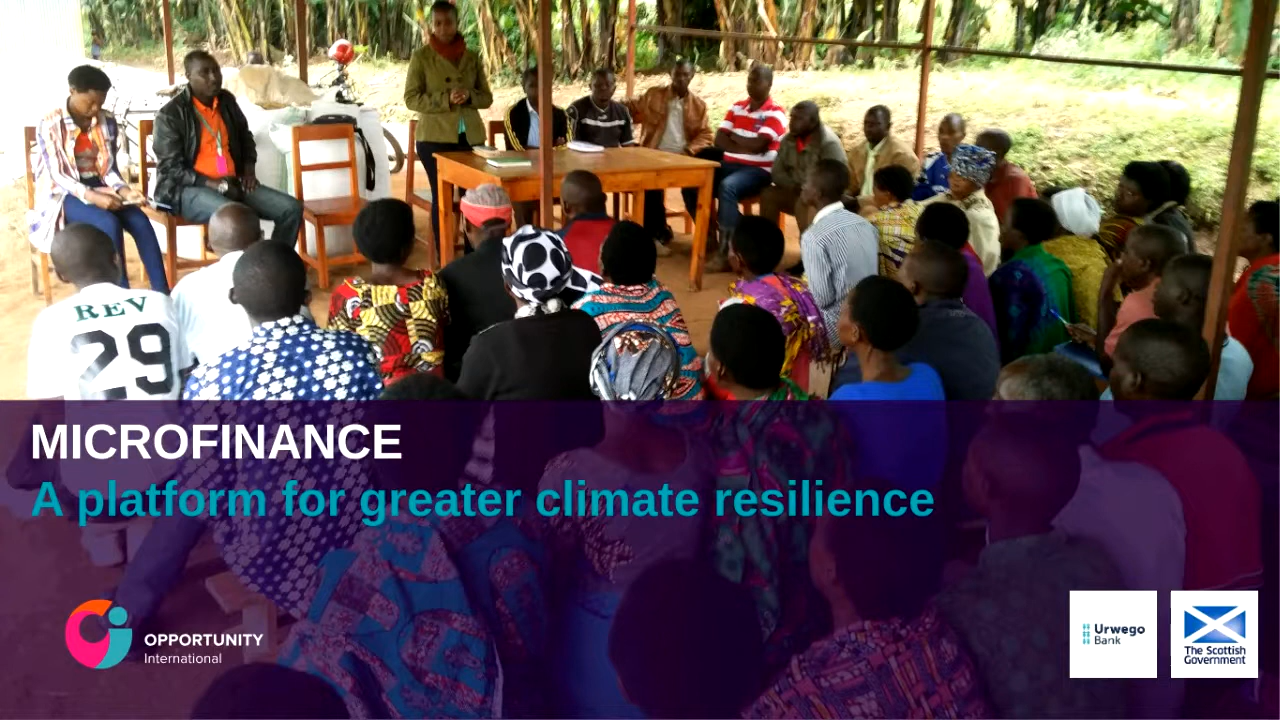 REV
29
MICROFINANCE
A platform for greater climate resilience
OPPORTUNITY
International
Urwego
Bank
The Scottish
Government